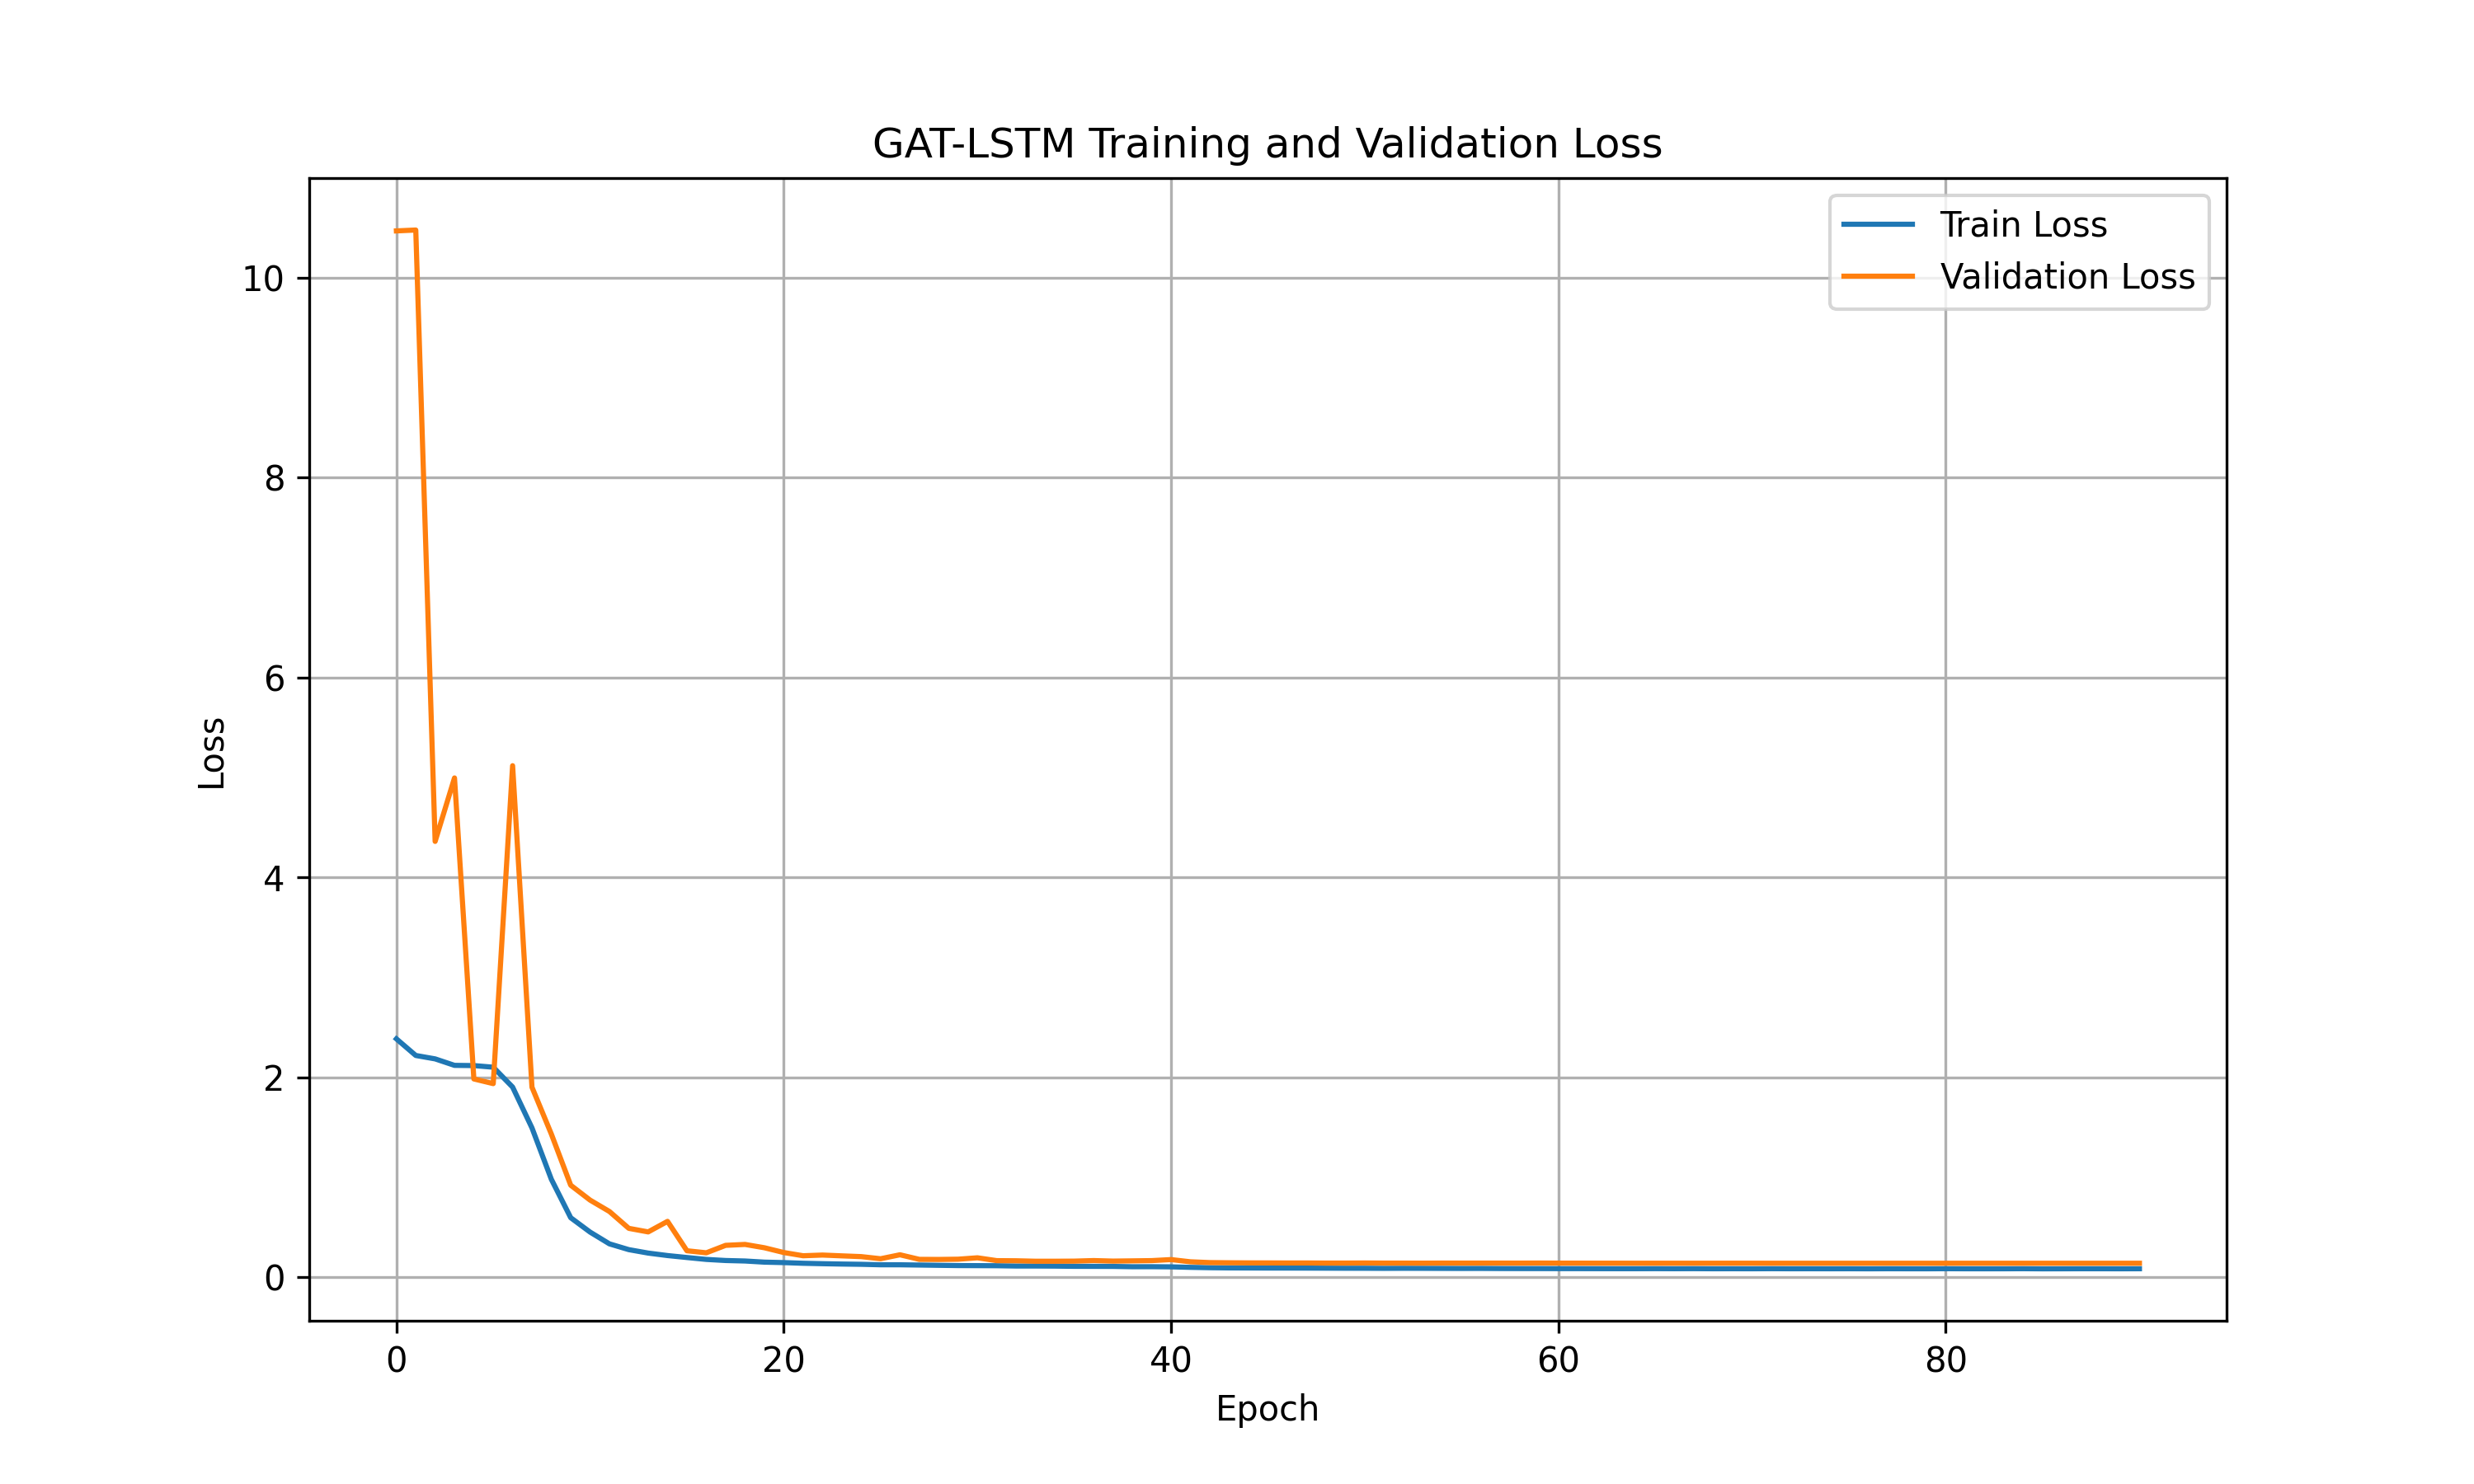 GAT-LSTM Training and Validation Loss
Train Loss
Validation Loss
10
8
6
4
2
0
Loss
0 20 40 60 80
Epoch